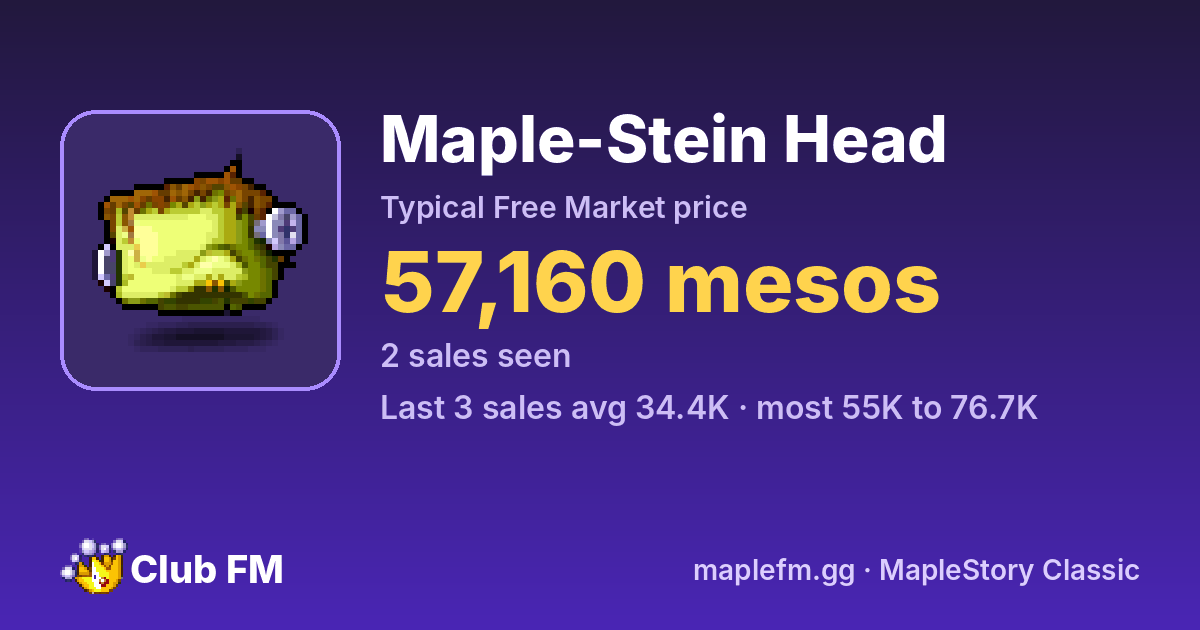 Maple-Stein Head
Typical Free Market price
57,160 mesos
2 sales seen
Last 3 sales avg 34.4K · most 55K to 76.7K
Club FM
maplefm.gg · MapleStory Classic